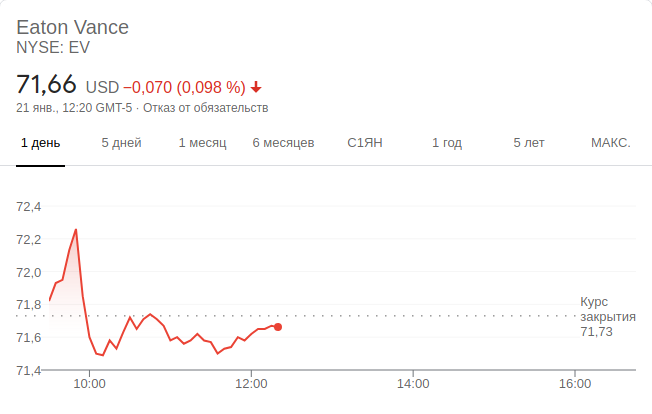 Eaton Vance
NYSE: EV
71,66 USD −0,070 (0,098 %)
21 янв., 12:20 GMT-5 · Отказ от обязательств
1 день 5 дней 1 месяц 6 месяцев С1ЯН 1 год 5 лет МАКС.
72,4
72,2
72,0
71,8
71,6
71,4
Курс
закрытия
71,73
10:00 12:00 14:00 16:00